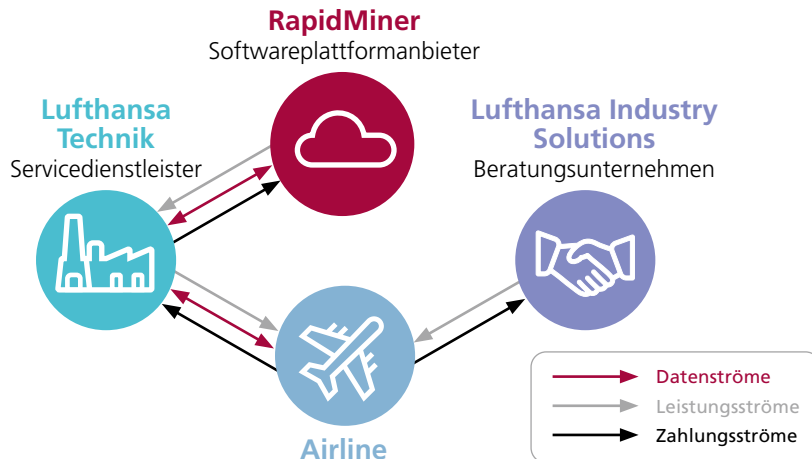 RapidMiner
Softwareplattformanbieter
Lufthansa
Technik
Servicedienstleister
Lufthansa Industry
Solutions
Beratungsunternehmen
Airline
Datenströme
Leistungsströme
Zahlungsströme